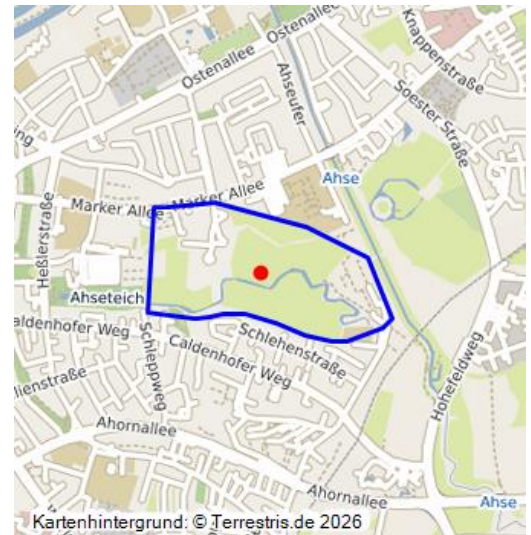 Ostenallee
Knappenstraße
Ostenallee
Ahseufer
Soester Straße
Ahse
Marker Allee
Marker Allee
Heßlerstraße
Ahseteich
Caldenhofer Weg
Schleppweg
Schlehenstraße
Caldenhofer Weg
Hohefeldweg
Ahornallee
Ahornallee
Ahse
Kartenhintergrund: © Terrestris.de 2026